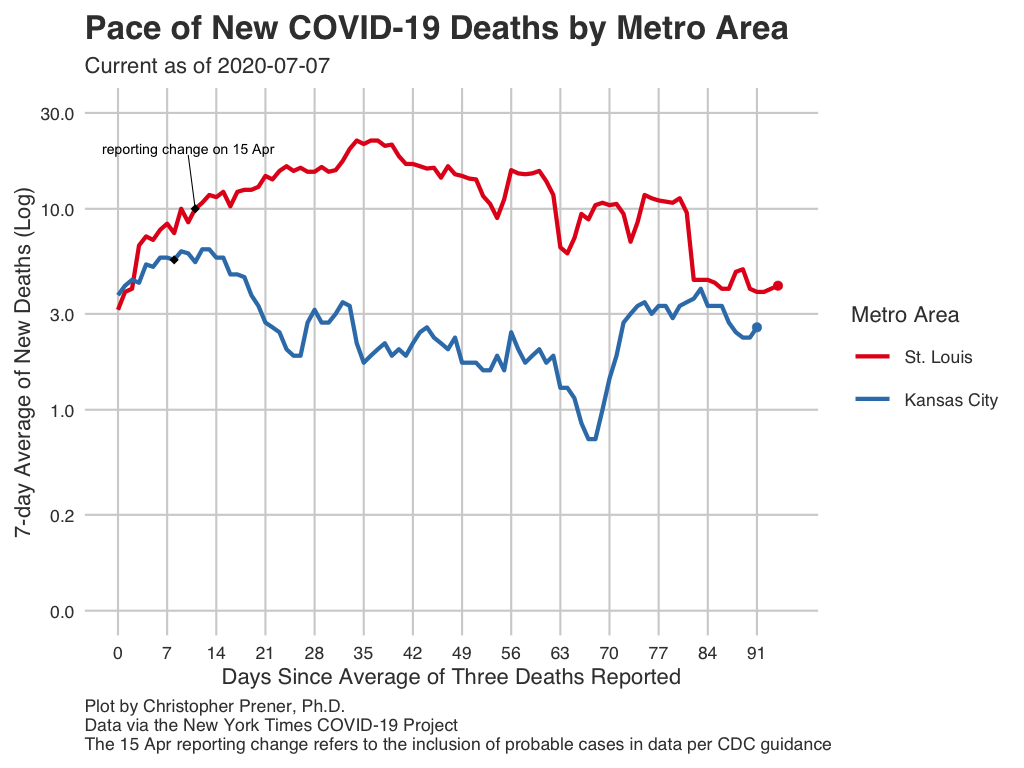 Pace of New COVID-19 Deaths by Metro Area
Current as of 2020-07-07
30.0
reporting change on 15 Apr
10.0
3.0
1.0
0.2
0.0
7-day Average of New Deaths (Log)
0 7 14 21 28 35 42 49 56 63 70 77 84 91
Days Since Average of Three Deaths Reported
Metro Area
St. Louis
Kansas City
Plot by Christopher Prener, Ph.D.
Data via the New York Times COVID-19 Project
The 15 Apr reporting change refers to the inclusion of probable cases in data per CDC guidance